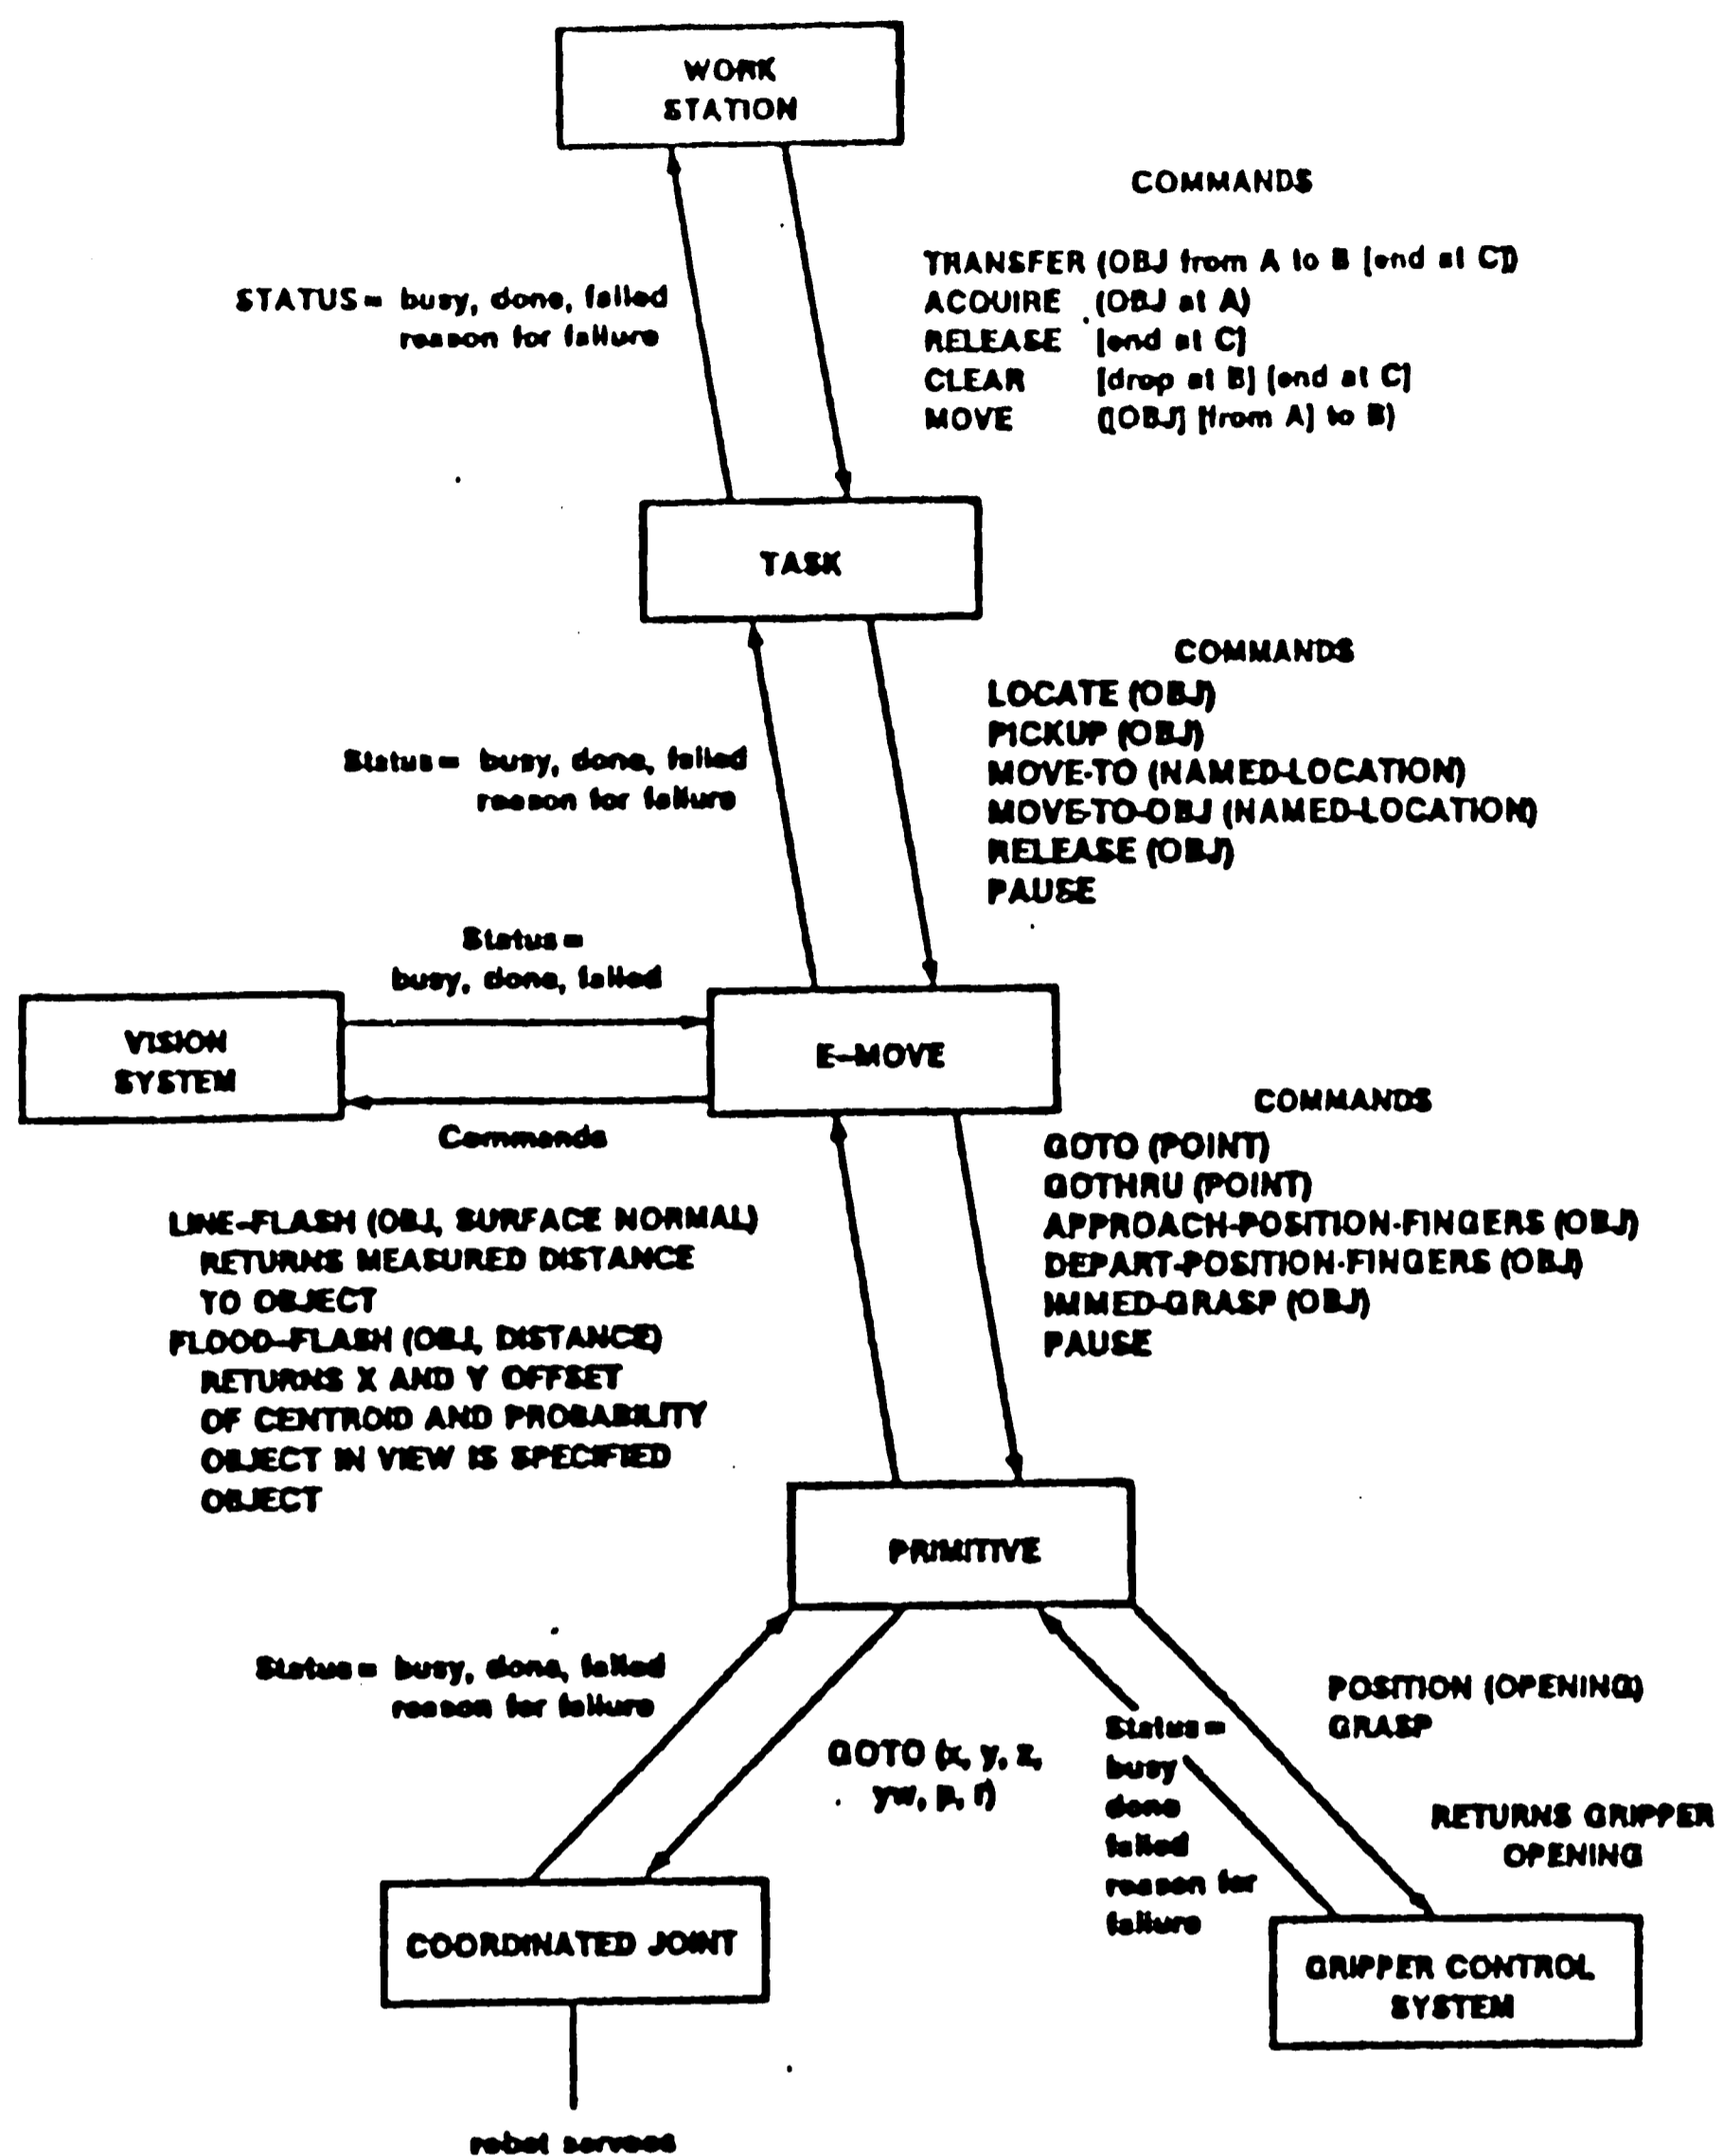 WORK
STATION
COMMANDS
TRANSFER (OBJ from A to B [end at C])
ACQUIRE (OBJ at A)
RELEASE [end at C]
CLEAR [drop at B] [end at C]
MOVE ([OBJ] [from A] to B)
STATUS = busy, done, failed
reason for failure
TASK
COMMANDS
LOCATE (OBJ)
PICKUP (OBJ)
MOVE-TO (NAMED-LOCATION)
MOVE-TO-OBJ (NAMED-LOCATION)
RELEASE (OBJ)
PAUSE
Status = busy, done, failed
reason for failure
Status =
busy, done, failed
VISION
SYSTEM
E-MOVE
Commands
COMMANDS
GOTO (POINT)
GOTHRU (POINT)
APPROACH-POSITION-FINGERS (OBJ)
DEPART-POSITION-FINGERS (OBJ)
IMMED-GRASP (OBJ)
PAUSE
LINE-FLASH (OBJ, SURFACE NORMAL)
RETURNS MEASURED DISTANCE
TO OBJECT
FLOOD-FLASH (OBJ, DISTANCE)
RETURNS X AND Y OFFSET
OF CENTROID AND PROBABILITY
OBJECT IN VIEW IS SPECIFIED
OBJECT
PRIMITIVE
Status = busy, done, failed
reason for failure
GOTO (x, y, z,
yw, p, r)
Status =
busy
done
failed
reason for
failure
POSITION (OPENING)
GRASP
RETURNS GRIPPER
OPENING
COORDINATED JOINT
GRIPPER CONTROL
SYSTEM
robot servoes